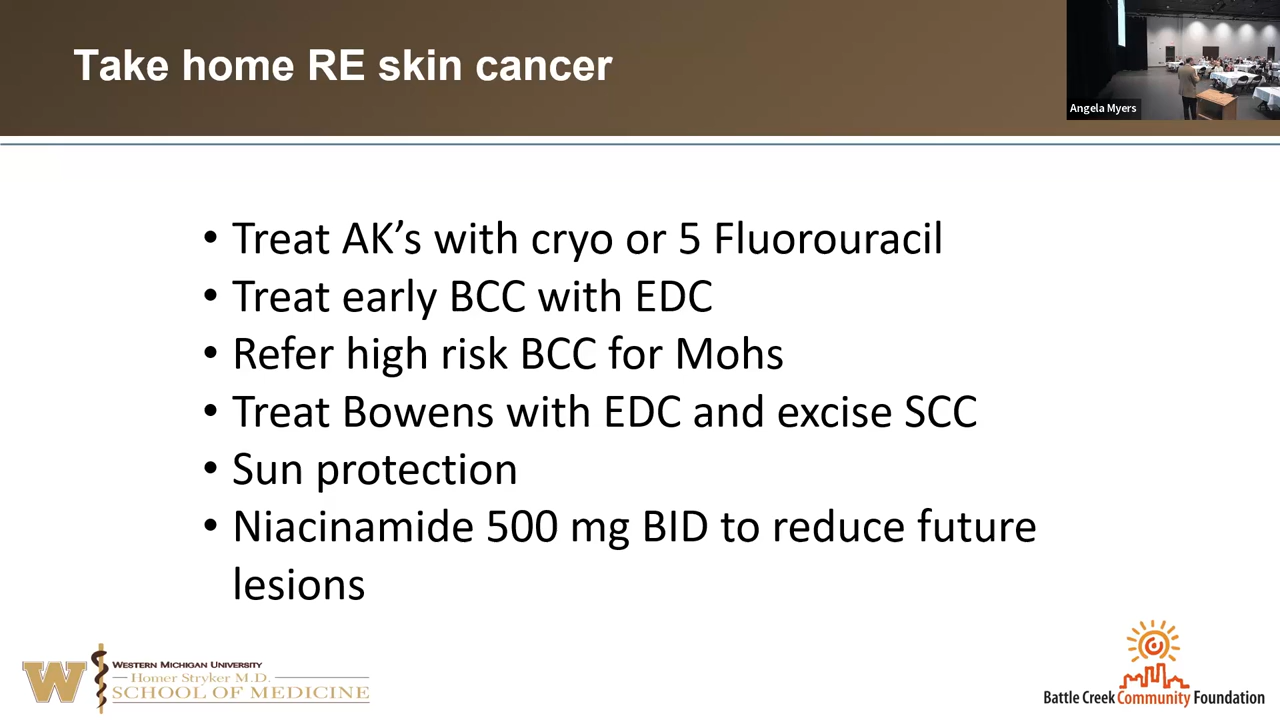 Take home RE skin cancer
Angela Myers
• Treat AK’s with cryo or 5 Fluorouracil
• Treat early BCC with EDC
• Refer high risk BCC for Mohs
• Treat Bowens with EDC and excise SCC
• Sun protection
• Niacinamide 500 mg BID to reduce future
lesions
W
WESTERN MICHIGAN UNIVERSITY
Homer Stryker M.D.
SCHOOL OF MEDICINE
Battle Creek Community Foundation